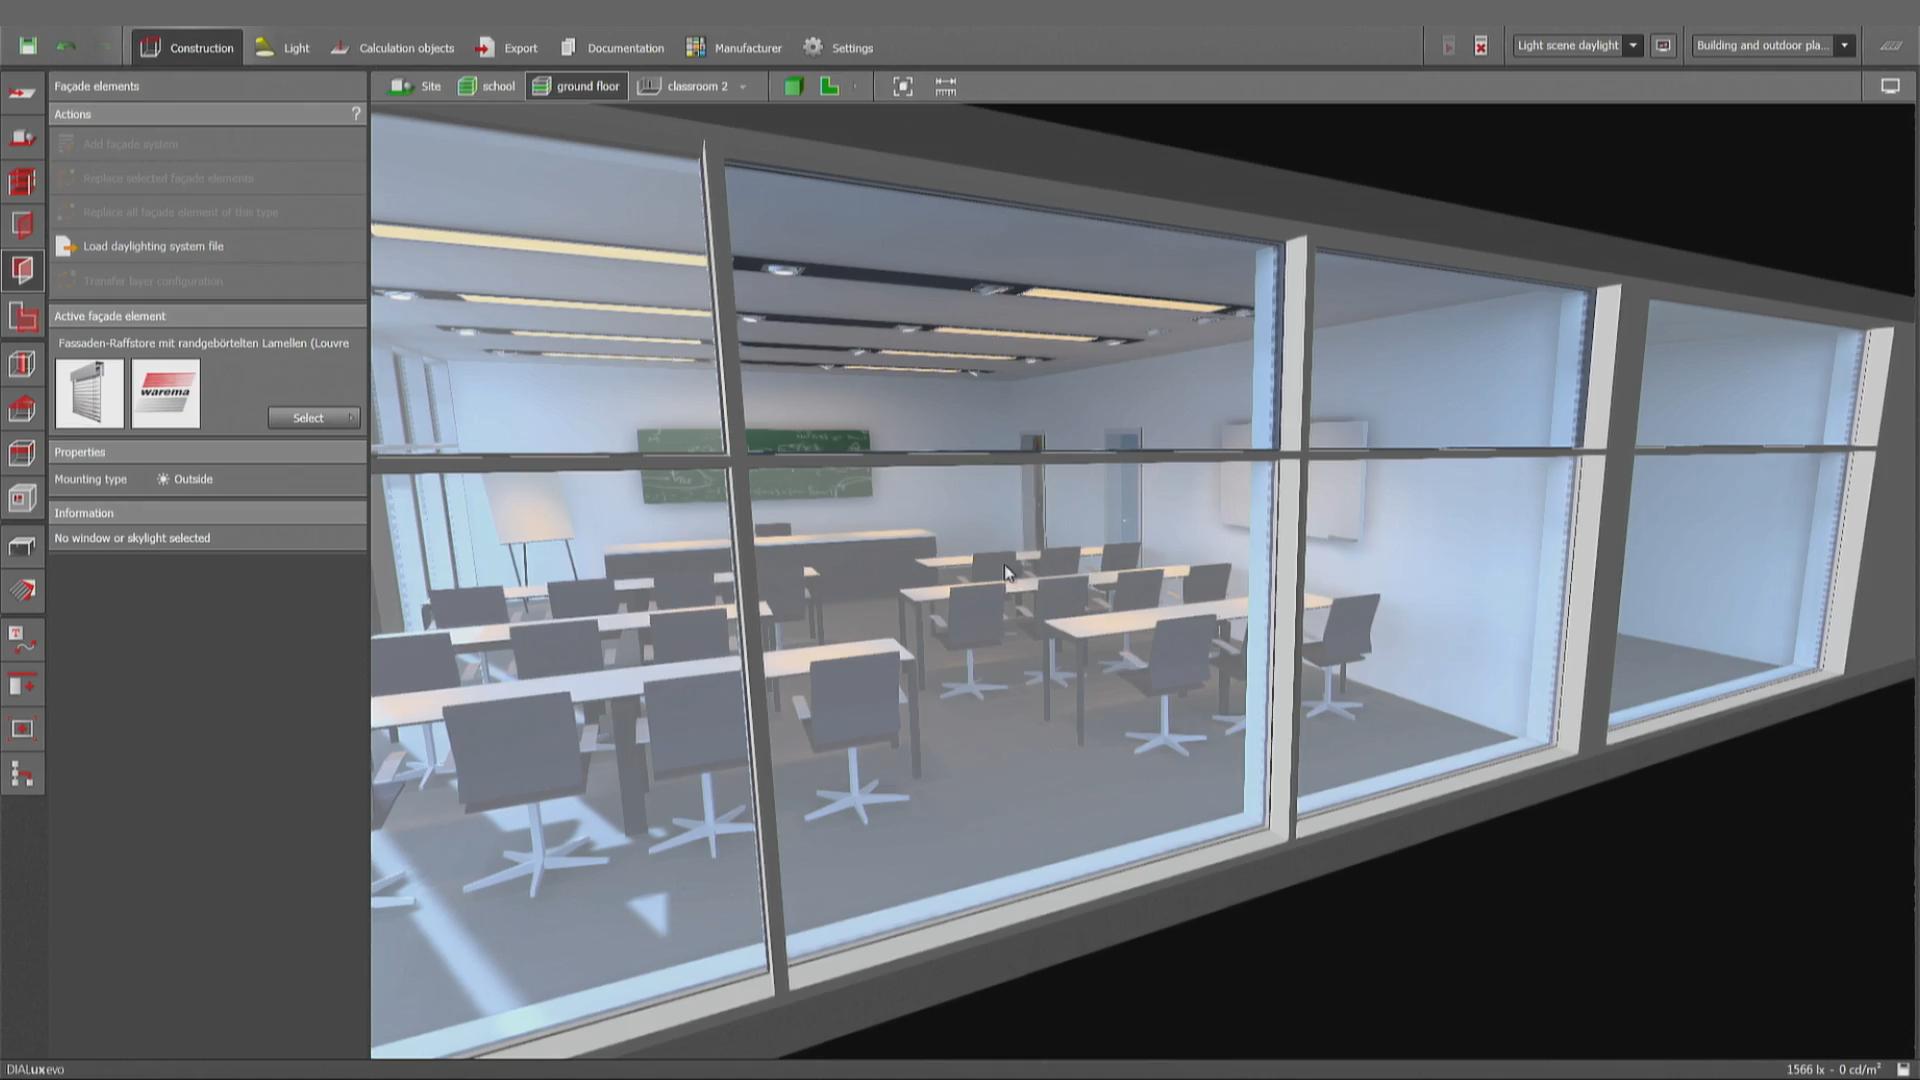 Construction
Light
Calculation objects
Export
Documentation
Manufacturer
Settings
Light scene daylight
Building and outdoor pla...
Façade elements
Site
school
ground floor
classroom 2
Actions
?
Add façade system
Replace selected façade elements
Replace all façade element of this type
Load daylighting system file
Transfer layer configuration
Active façade element
Fassaden-Raffstore mit randgebörtelten Lamellen (Louvre
warema
Select
Properties
Mounting type
Outside
Information
No window or skylight selected
DIALux evo
1566 lx - 0 cd/m²